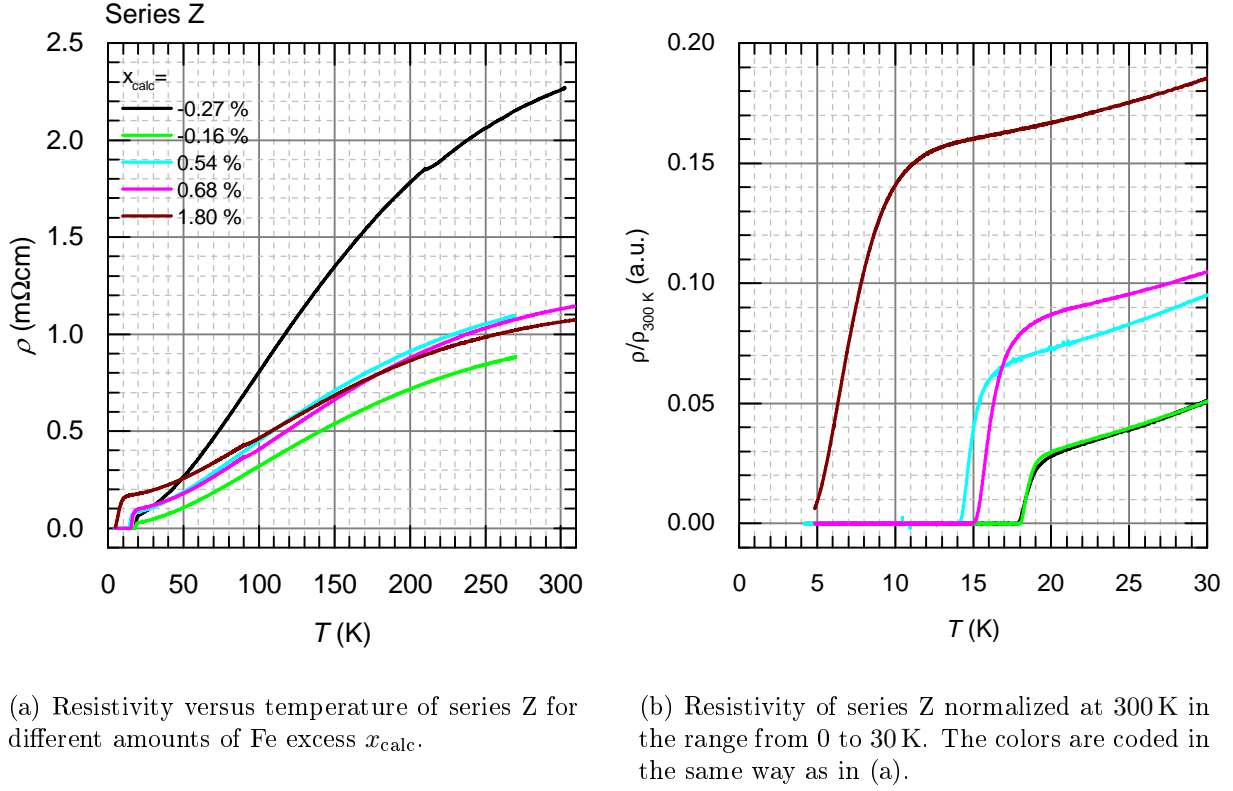 Series Z
2.5
2.0
1.5
1.0
0.5
0.0
x_calc=
-0.27 %
-0.16 %
0.54 %
0.68 %
1.80 %
ρ (mΩcm)
0 50 100 150 200 250 300
T (K)
0.20
0.15
0.10
0.05
0.00
ρ/ρ_300 K (a.u.)
0 5 10 15 20 25 30
T (K)
(a) Resistivity versus temperature of series Z for
different amounts of Fe excess x_calc.
(b) Resistivity of series Z normalized at 300 K in
the range from 0 to 30 K. The colors are coded in
the same way as in (a).